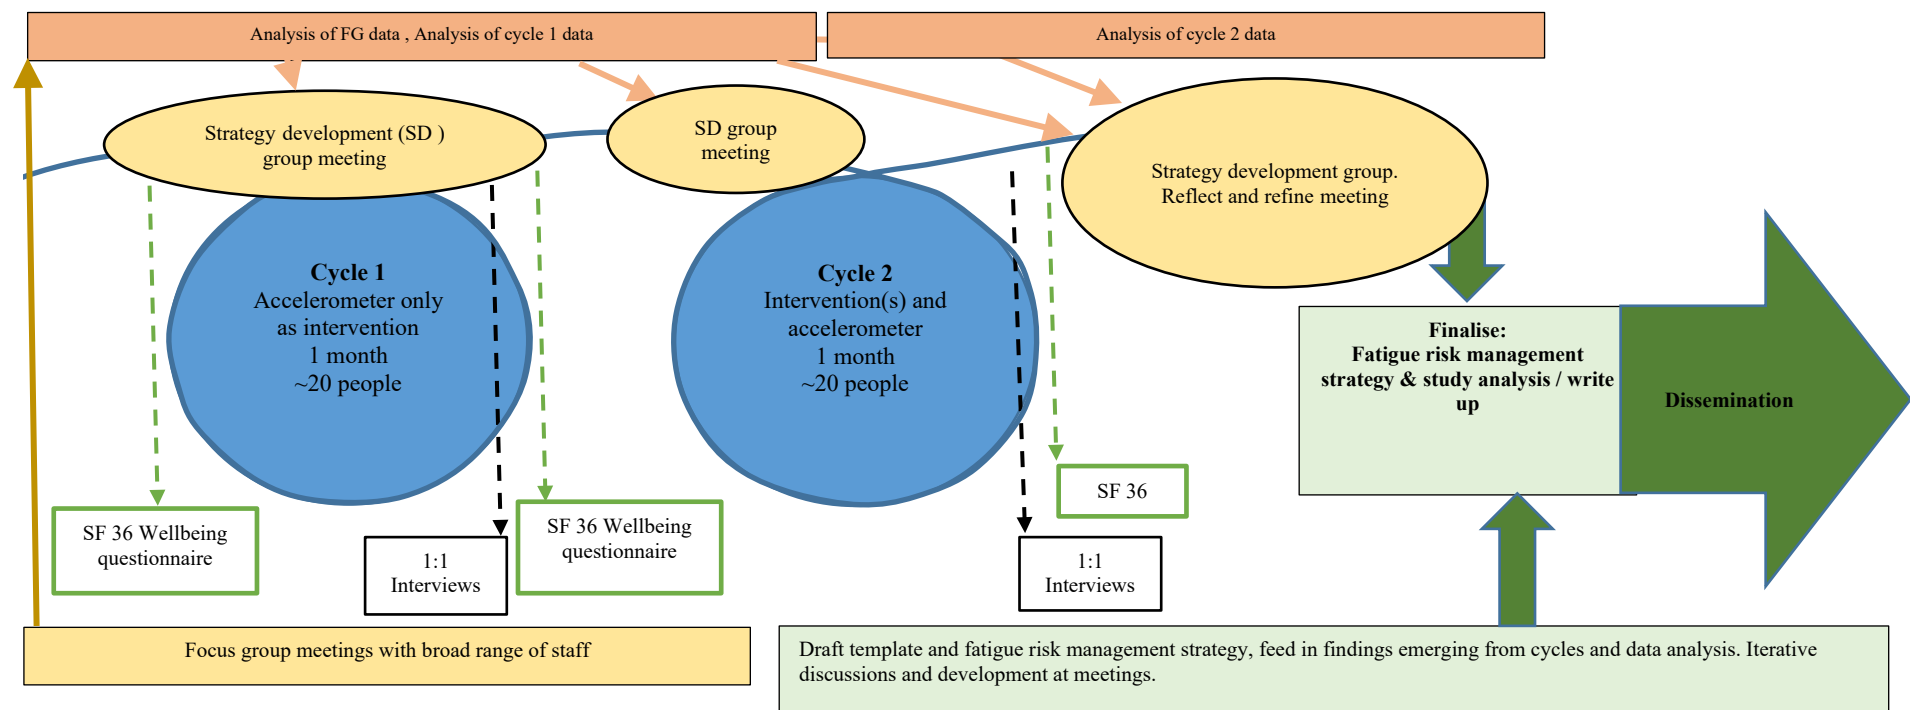 Analysis of FG data , Analysis of cycle 1 data
Analysis of cycle 2 data
Strategy development (SD )
group meeting
SD group
meeting
Strategy development group.
Reflect and refine meeting
Cycle 1
Accelerometer only
as intervention
1 month
~20 people
Cycle 2
Intervention(s) and
accelerometer
1 month
~20 people
Finalise:
Fatigue risk management
strategy & study analysis / write
up
Dissemination
SF 36 Wellbeing
questionnaire
1:1
Interviews
SF 36 Wellbeing
questionnaire
SF 36
1:1
Interviews
Focus group meetings with broad range of staff
Draft template and fatigue risk management strategy, feed in findings emerging from cycles and data analysis. Iterative
discussions and development at meetings.